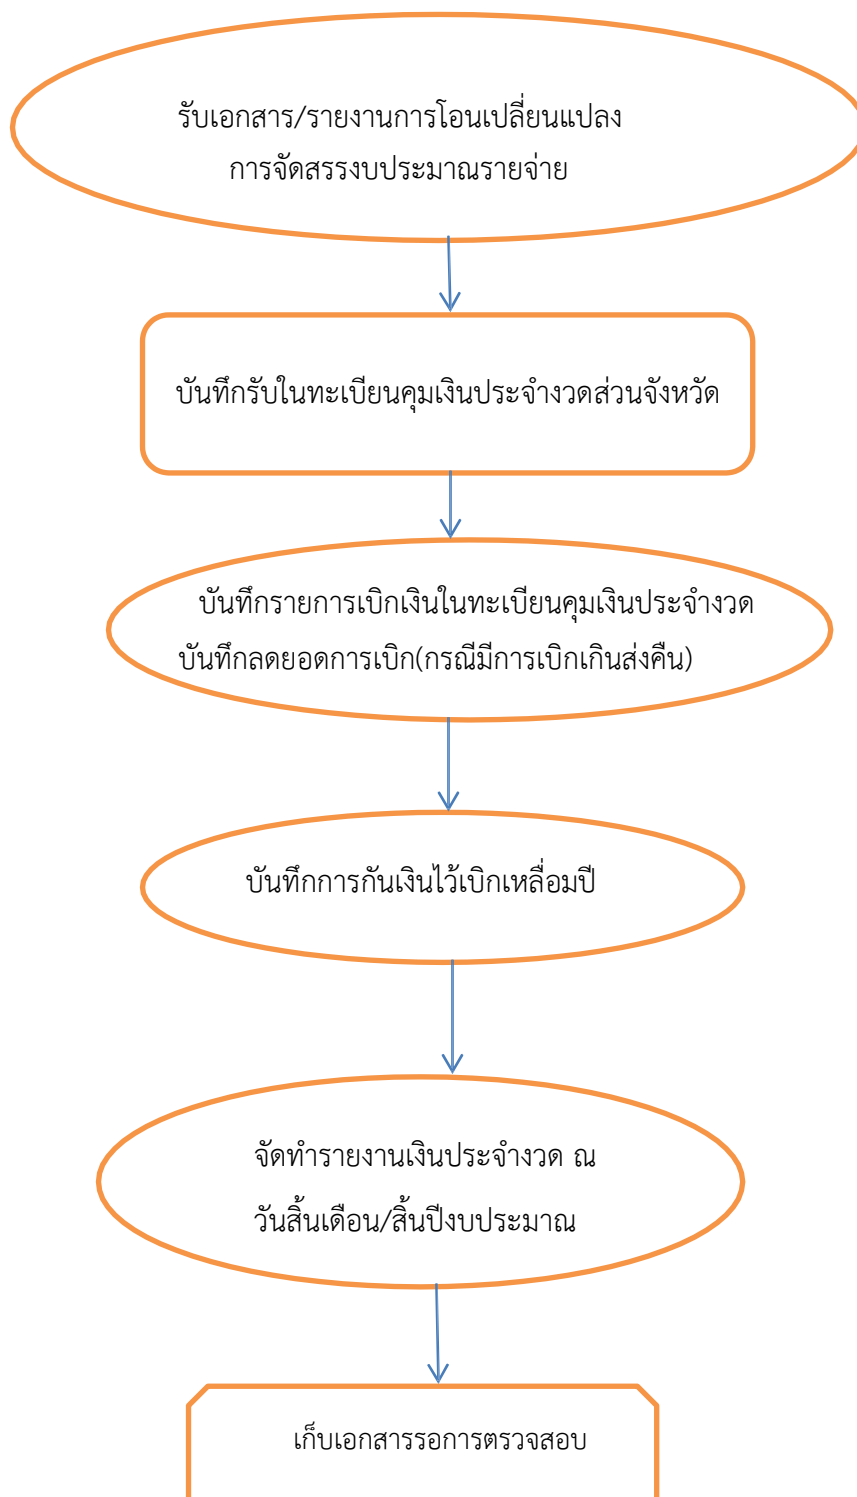 รับเอกสาร/รายงานการโอนเปลี่ยนแปลง
การจัดสรรงบประมาณรายจ่าย
บันทึกรับในทะเบียนคุมเงินประจำงวดส่วนจังหวัด
บันทึกรายการเบิกเงินในทะเบียนคุมเงินประจำงวด
บันทึกลดยอดการเบิก(กรณีมีการเบิกเกินส่งคืน)
บันทึกการกันเงินไว้เบิกเหลื่อมปี
จัดทำรายงานเงินประจำงวด ณ
วันสิ้นเดือน/สิ้นปีงบประมาณ
เก็บเอกสารรอการตรวจสอบ